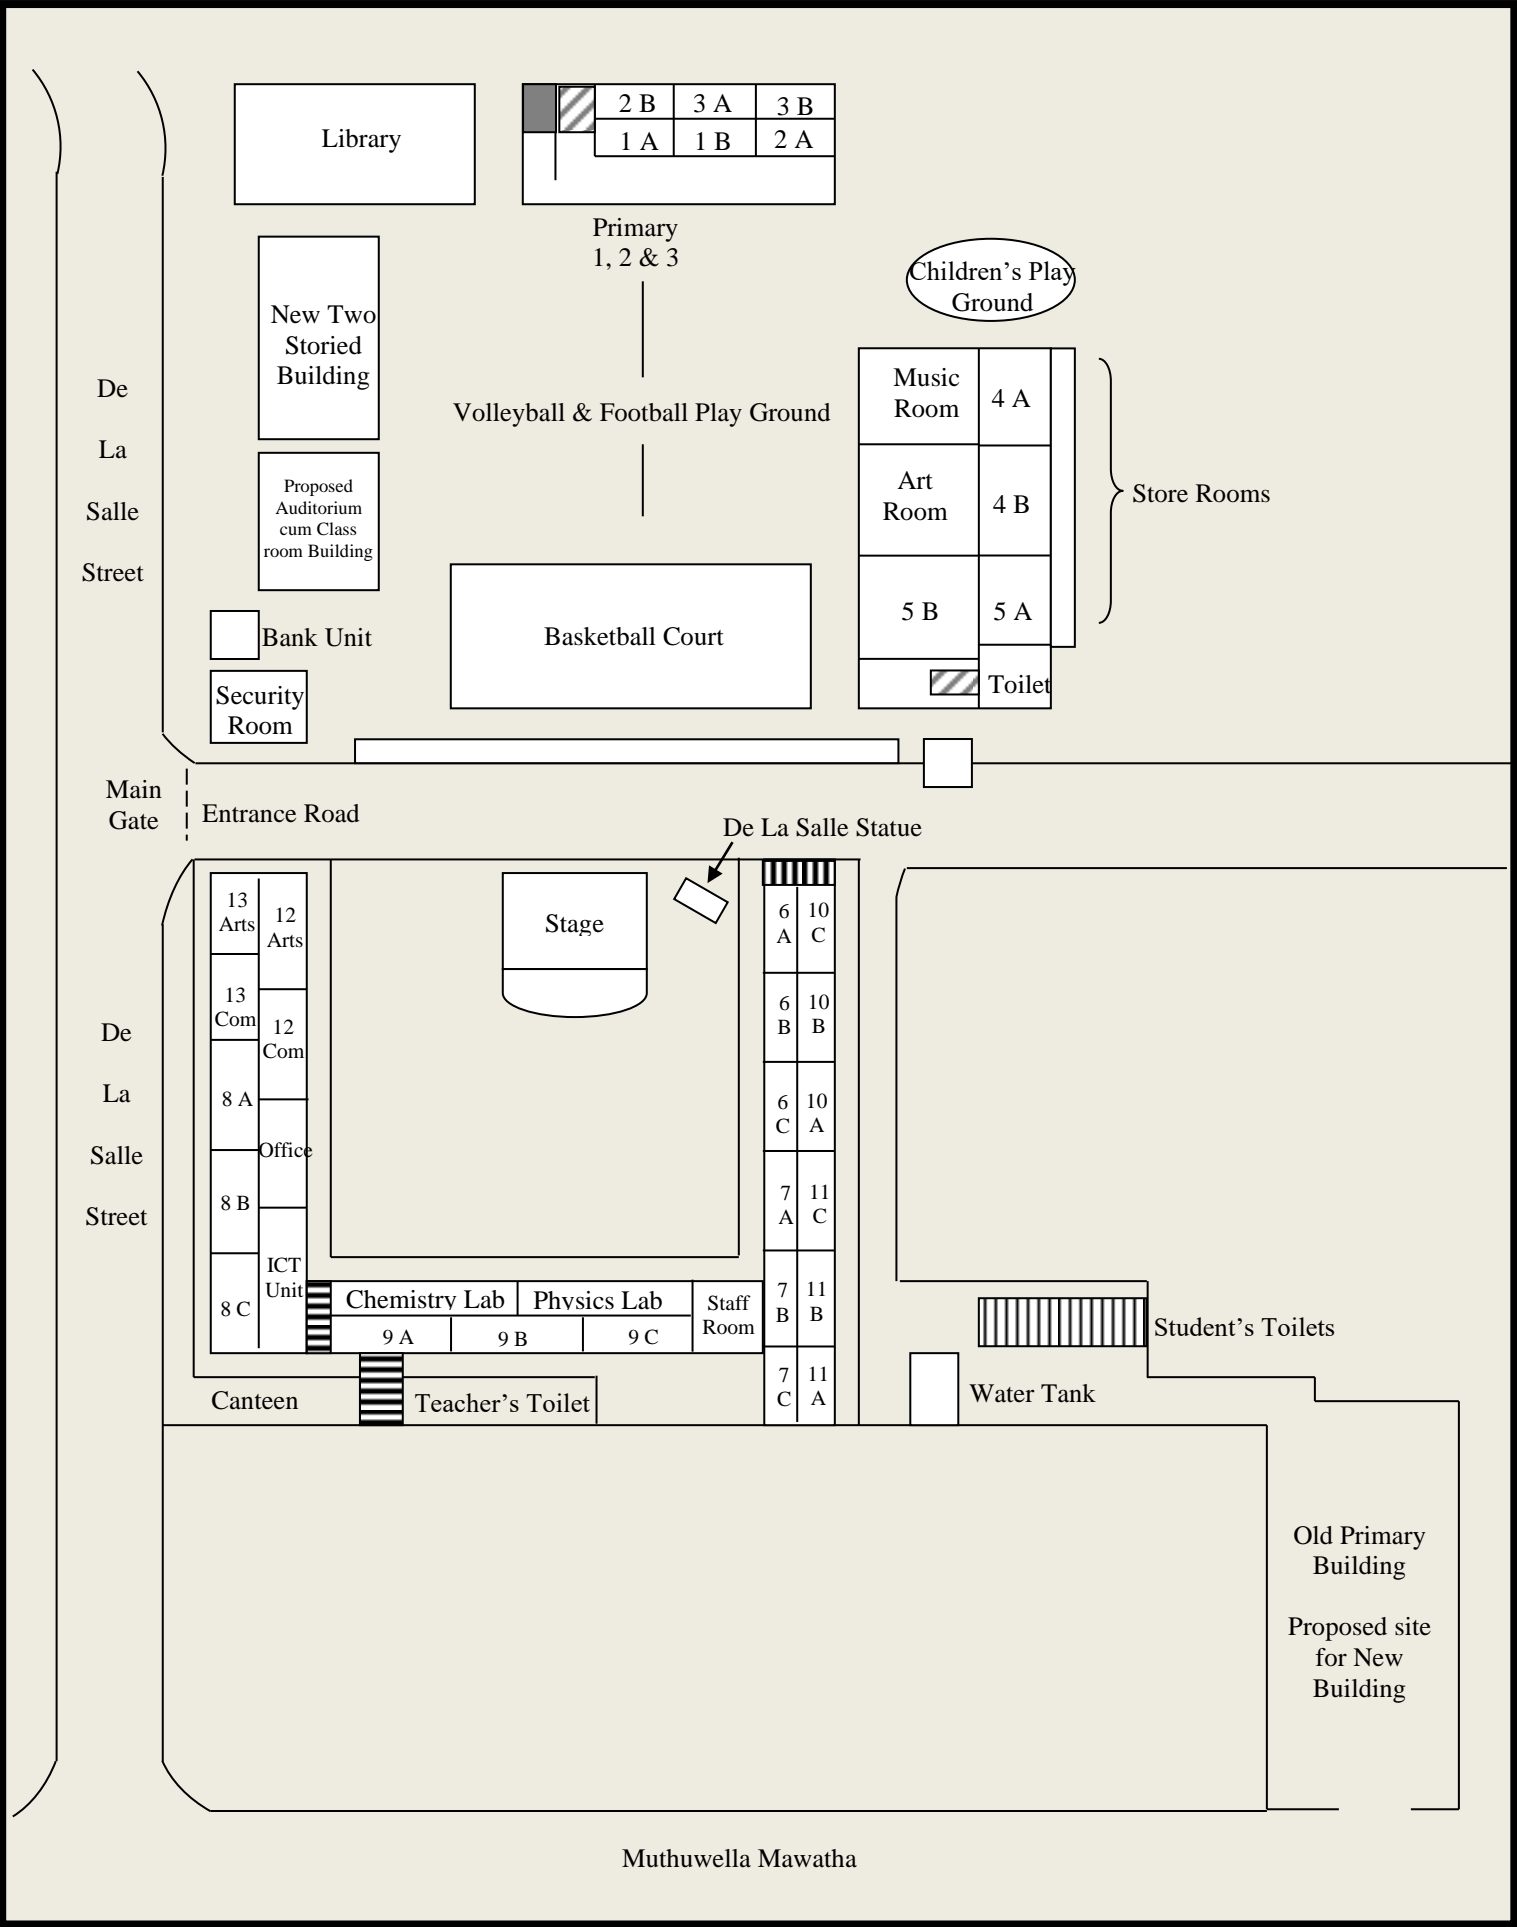 Library
2 B
3 A
3 B
1 A
1 B
2 A
Primary
1, 2 & 3
Children's Play
Ground
New Two
Storied
Building
De
La
Salle
Street
Volleyball & Football Play Ground
Music
Room
4 A
Art
Room
4 B
Store Rooms
Proposed
Auditorium
cum Class
room Building
5 B
5 A
Bank Unit
Basketball Court
Toilet
Security
Room
Main
Gate
Entrance Road
De La Salle Statue
13
Arts
12
Arts
Stage
6
A
10
C
13
Com
12
Com
6
B
10
B
De
La
Salle
Street
8 A
Office
6
C
10
A
8 B
7
A
11
C
ICT
Unit
8 C
Chemistry Lab
Physics Lab
Staff
Room
9 A
9 B
9 C
7
B
11
B
Student's Toilets
Canteen
Teacher's Toilet
7
C
11
A
Water Tank
Old Primary
Building
Proposed site
for New
Building
Muthuwella Mawatha